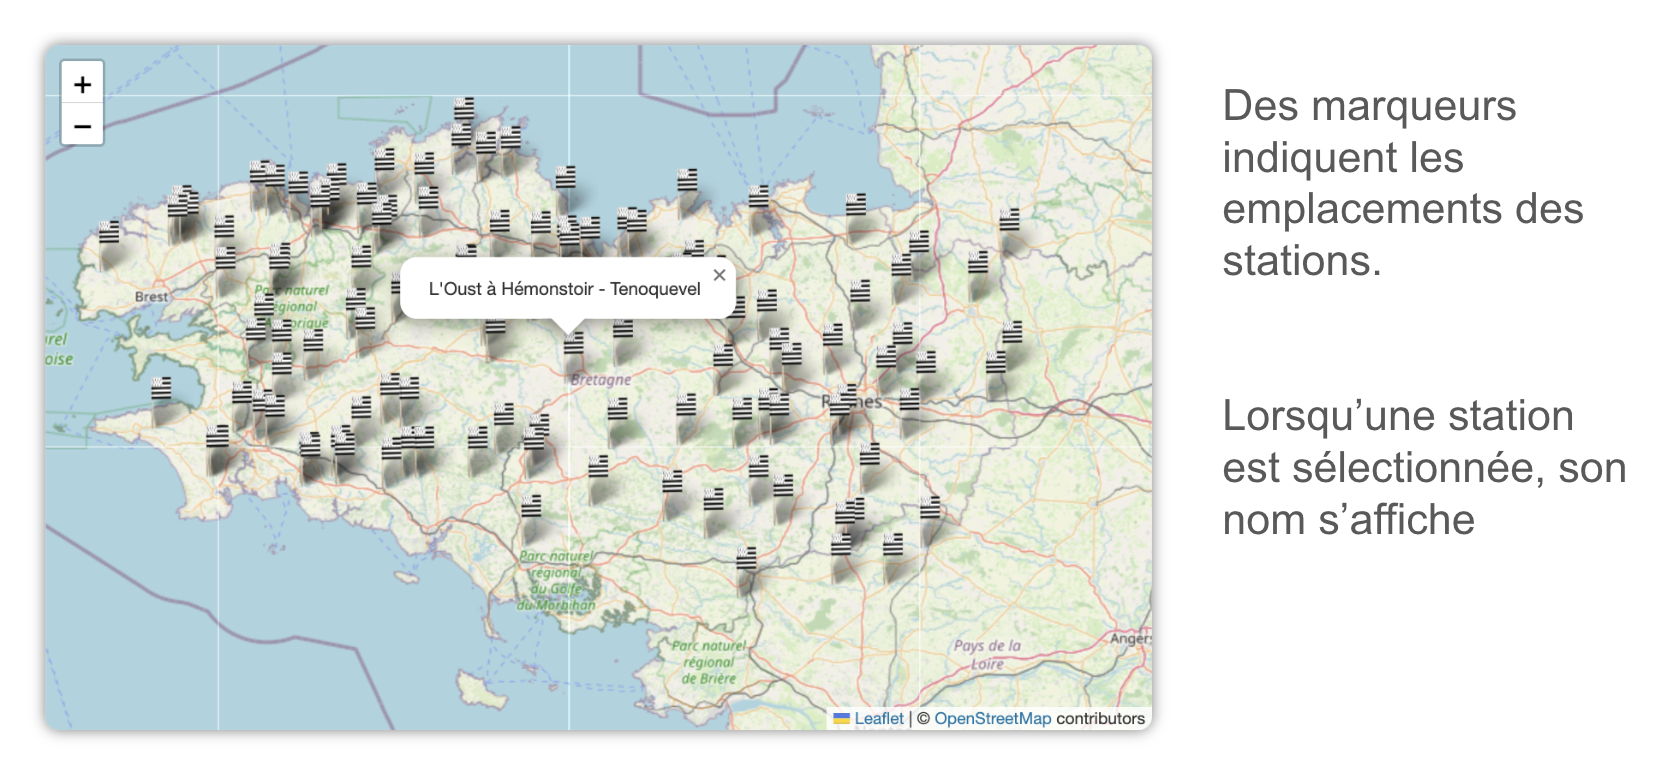 +
−
Brest
Parc naturel
régional
L'Oust à Hémonstoir - Tenoquevel ×
Bretagne
Parc naturel
régional
du Golfe
du Morbihan
Parc naturel
régional
de Brière
Pays de la
Loire
Leaflet | © OpenStreetMap contributors
Des marqueurs
indiquent les
emplacements des
stations.
Lorsqu’une station
est sélectionnée, son
nom s’affiche